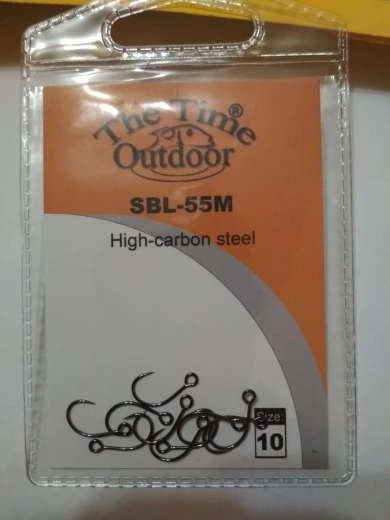 The Time®
Outdoor
SBL-55M
High-carbon steel
Size:
10